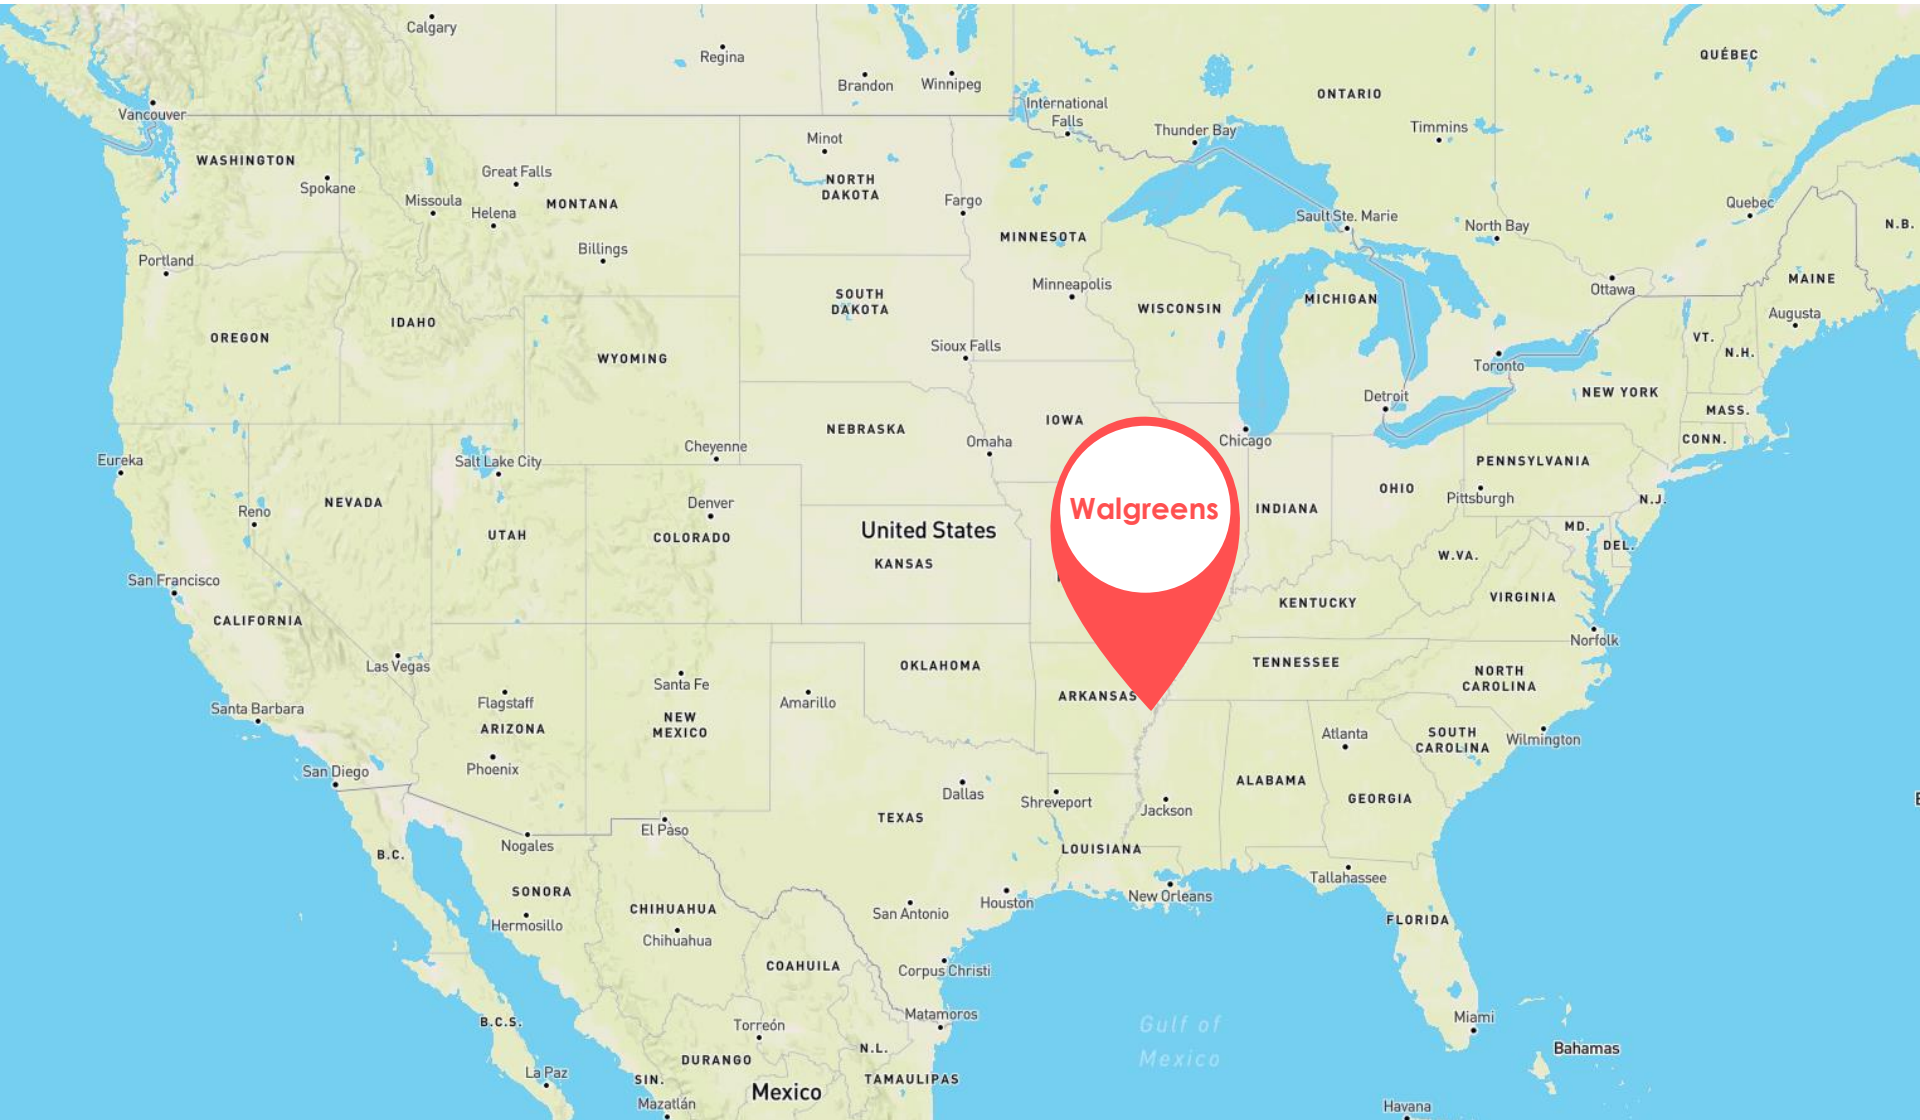 Calgary
Regina
Brandon
Winnipeg
International
Falls
Thunder Bay
ONTARIO
Timmins
QUÉBEC
Vancouver
WASHINGTON
Spokane
Great Falls
Missoula
Helena
MONTANA
Billings
Minot
NORTH
DAKOTA
Fargo
MINNESOTA
Sault Ste. Marie
North Bay
Quebec
N.B.
Portland
Minneapolis
Ottawa
MAINE
Augusta
OREGON
IDAHO
WYOMING
SOUTH
DAKOTA
Sioux Falls
WISCONSIN
MICHIGAN
Toronto
VT.
N.H.
Detroit
NEW YORK
MASS.
CONN.
Eureka
Salt Lake City
Cheyenne
NEBRASKA
Omaha
IOWA
Chicago
PENNSYLVANIA
Pittsburgh
N.J.
Reno
NEVADA
UTAH
Denver
COLORADO
United States
KANSAS
Walgreens
INDIANA
OHIO
MD.
DEL.
W.VA.
San Francisco
CALIFORNIA
KENTUCKY
VIRGINIA
Norfolk
Las Vegas
Santa Fe
OKLAHOMA
TENNESSEE
NORTH
CAROLINA
Santa Barbara
Flagstaff
ARIZONA
NEW
MEXICO
Amarillo
ARKANSAS
Atlanta
SOUTH
CAROLINA
Wilmington
San Diego
Phoenix
Dallas
Shreveport
Jackson
ALABAMA
GEORGIA
TEXAS
El Paso
Nogales
B.C.
LOUISIANA
Tallahassee
SONORA
Hermosillo
CHIHUAHUA
Chihuahua
San Antonio
Houston
New Orleans
FLORIDA
COAHUILA
Corpus Christi
B.C.S.
Torreón
Matamoros
Gulf of
Mexico
Miami
Bahamas
DURANGO
N.L.
La Paz
SIN.
Mexico
TAMAULIPAS
Mazatlán
Havana